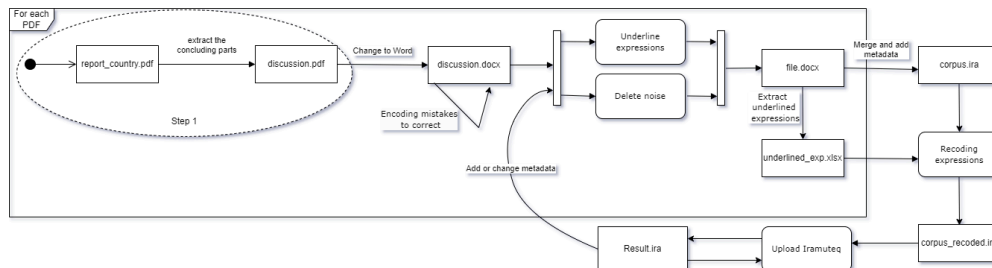 For each
PDF
extract the
concluding parts
report_country.pdf
discussion.pdf
Step 1
Change to Word
discussion.docx
Encoding mistakes
to correct
Underline
expressions
Delete noise
file.docx
Merge and add
metadata
corpus.ira
Extract
underlined
expressions
underlined_exp.xlsx
Recoding
expressions
Add or change metadata
Result.ira
Upload Iramuteq
corpus_recoded.ir